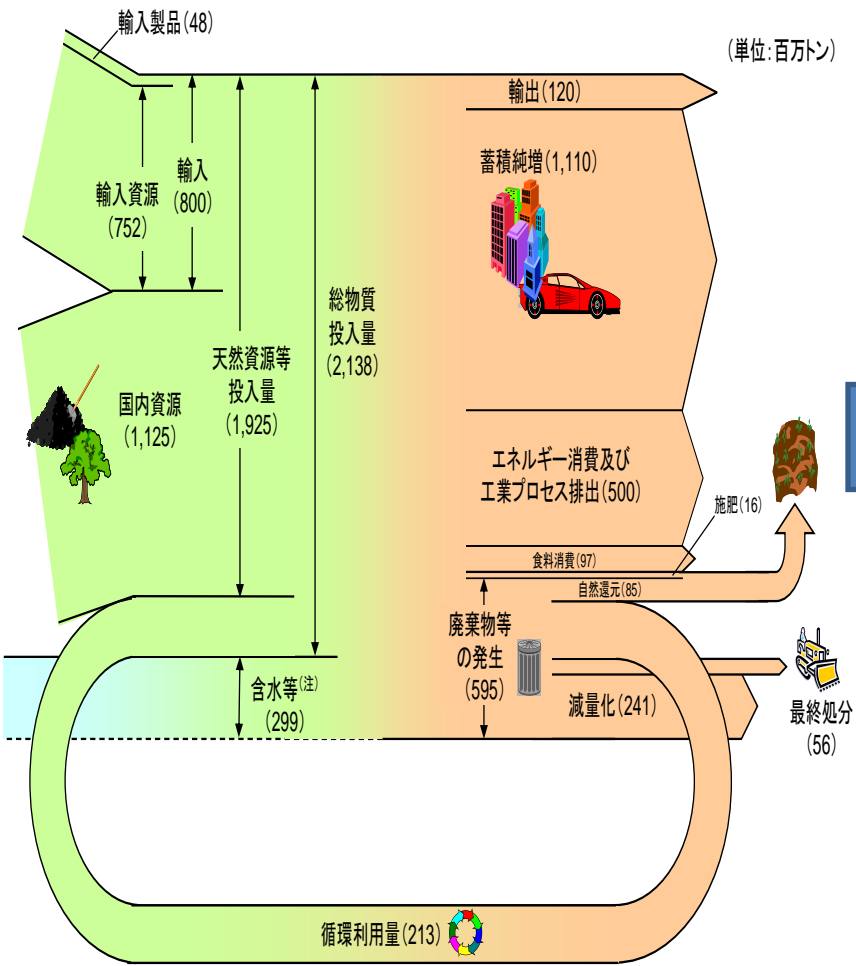 輸入製品(48)
(単位:百万トン)
輸出(120)
蓄積純増(1,110)
輸入
(800)
輸入資源
(752)
総物質
投入量
(2,138)
天然資源等
投入量
(1,925)
国内資源
(1,125)
エネルギー消費及び
工業プロセス排出(500)
施肥(16)
食料消費(97)
自然還元(85)
廃棄物等
の発生
(595)
含水等(注)
(299)
減量化(241)
最終処分
(56)
循環利用量(213)